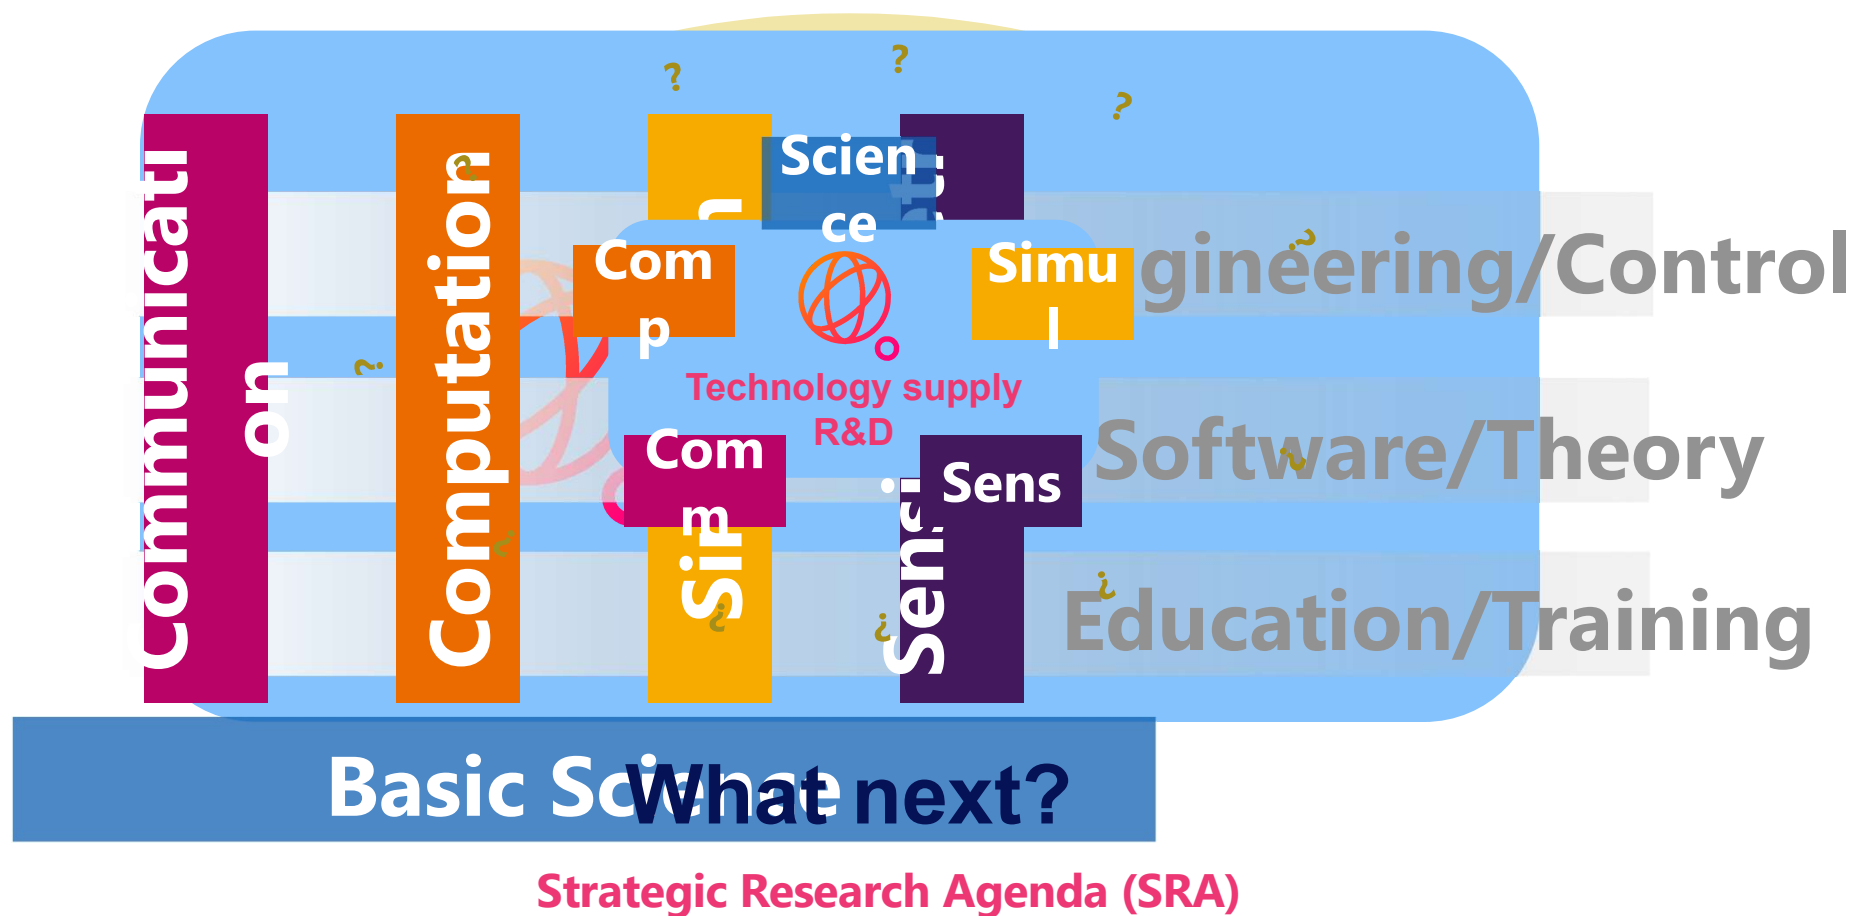 ?
?
?
?
?
?
?
?
?
?
?
?
Communicati
on
Computation
Scien
ce
Com
p
Simu
l
Technology supply
R&D
Com
m
Sens
gineering/Control
Software/Theory
Education/Training
Basic Science
What next?
Strategic Research Agenda (SRA)